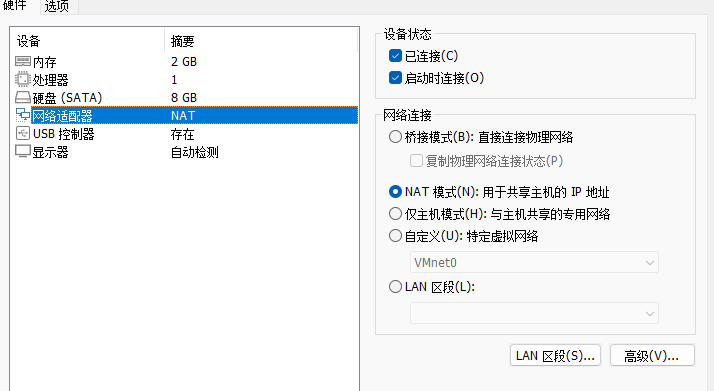 硬件 选项
设备 摘要
内存 2 GB
处理器 1
硬盘 (SATA) 8 GB
网络适配器 NAT
USB 控制器 存在
显示器 自动检测
设备状态
已连接(C)
启动时连接(O)
网络连接
桥接模式(B): 直接连接物理网络
复制物理网络连接状态(P)
NAT 模式(N): 用于共享主机的 IP 地址
仅主机模式(H): 与主机共享的专用网络
自定义(U): 特定虚拟网络
VMnet0
LAN 区段(L):
LAN 区段(S)... 高级(V)...